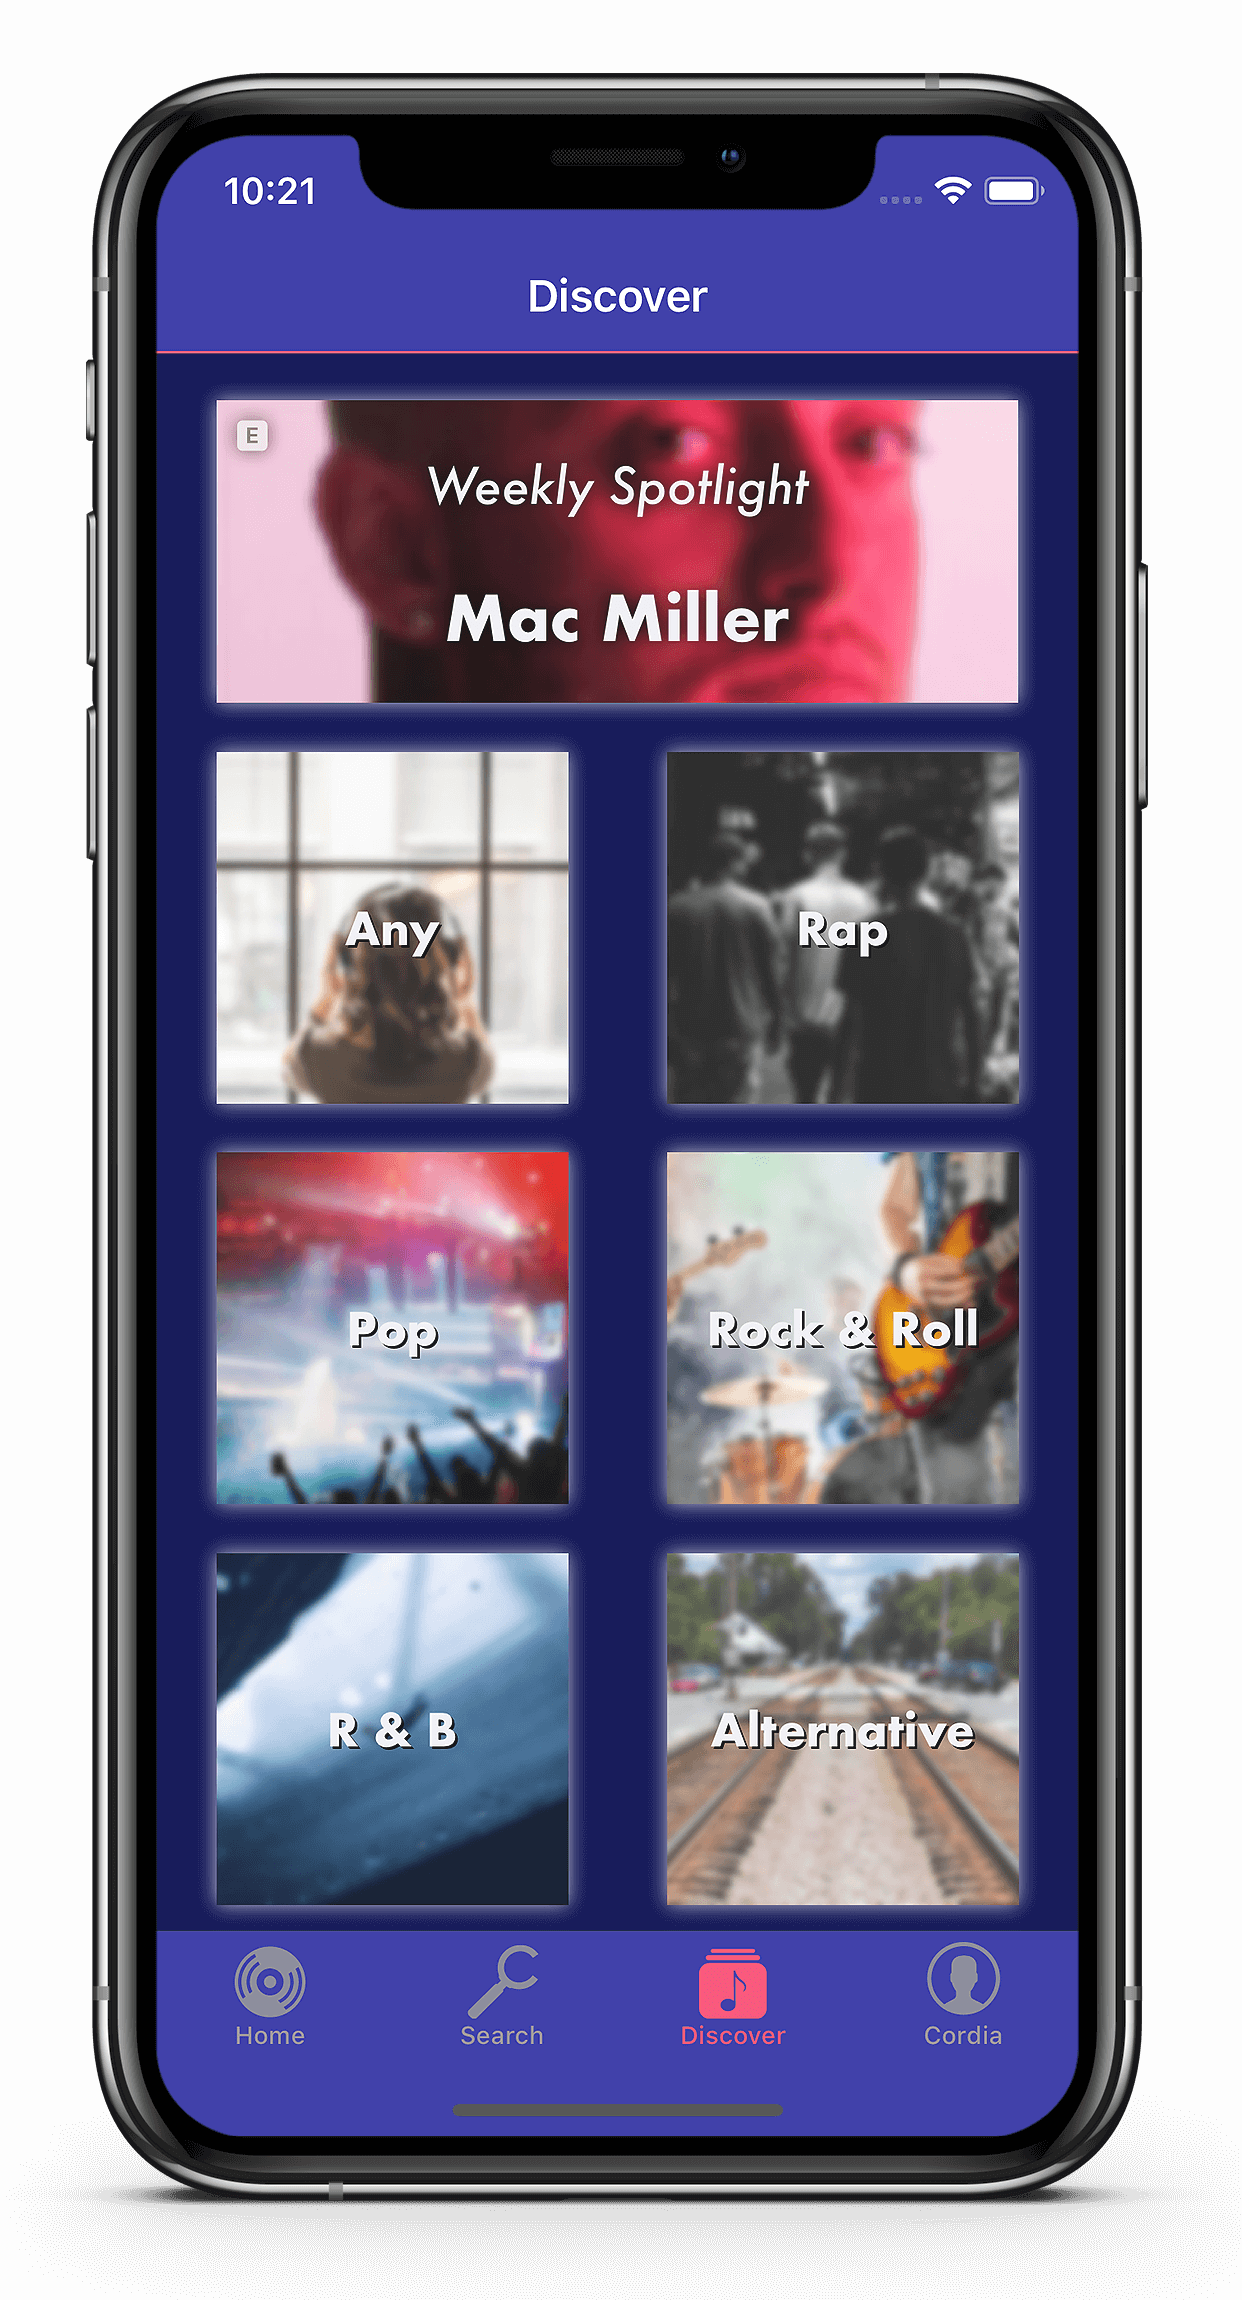 10:21
Discover
E
Weekly Spotlight
Mac Miller
Any
Rap
Pop
Rock & Roll
R & B
Alternative
Home
Search
Discover
Cordia